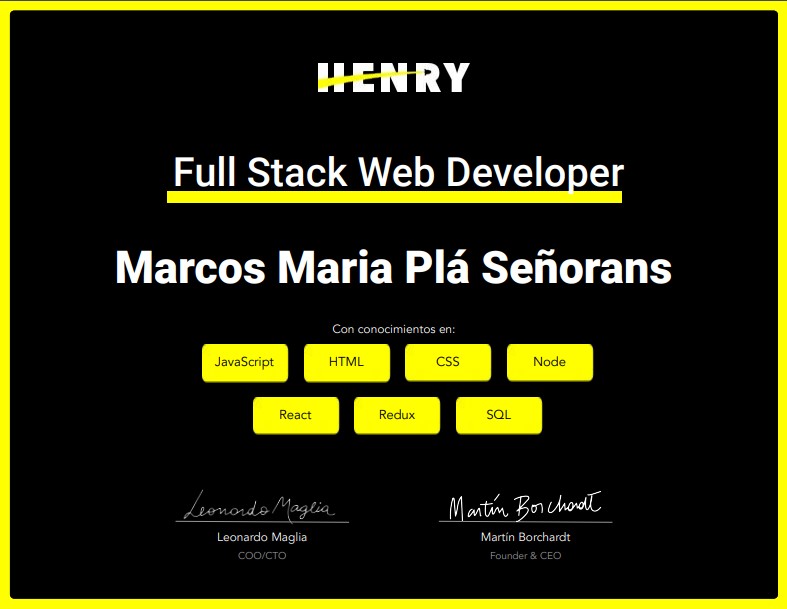 HENRY
Full Stack Web Developer
Marcos Maria Plá Señorans
Con conocimientos en:
JavaScript HTML CSS Node
React Redux SQL
Leonardo Maglia Martín Borchardt
Leonardo Maglia Martín Borchardt
COO/CTO Founder & CEO